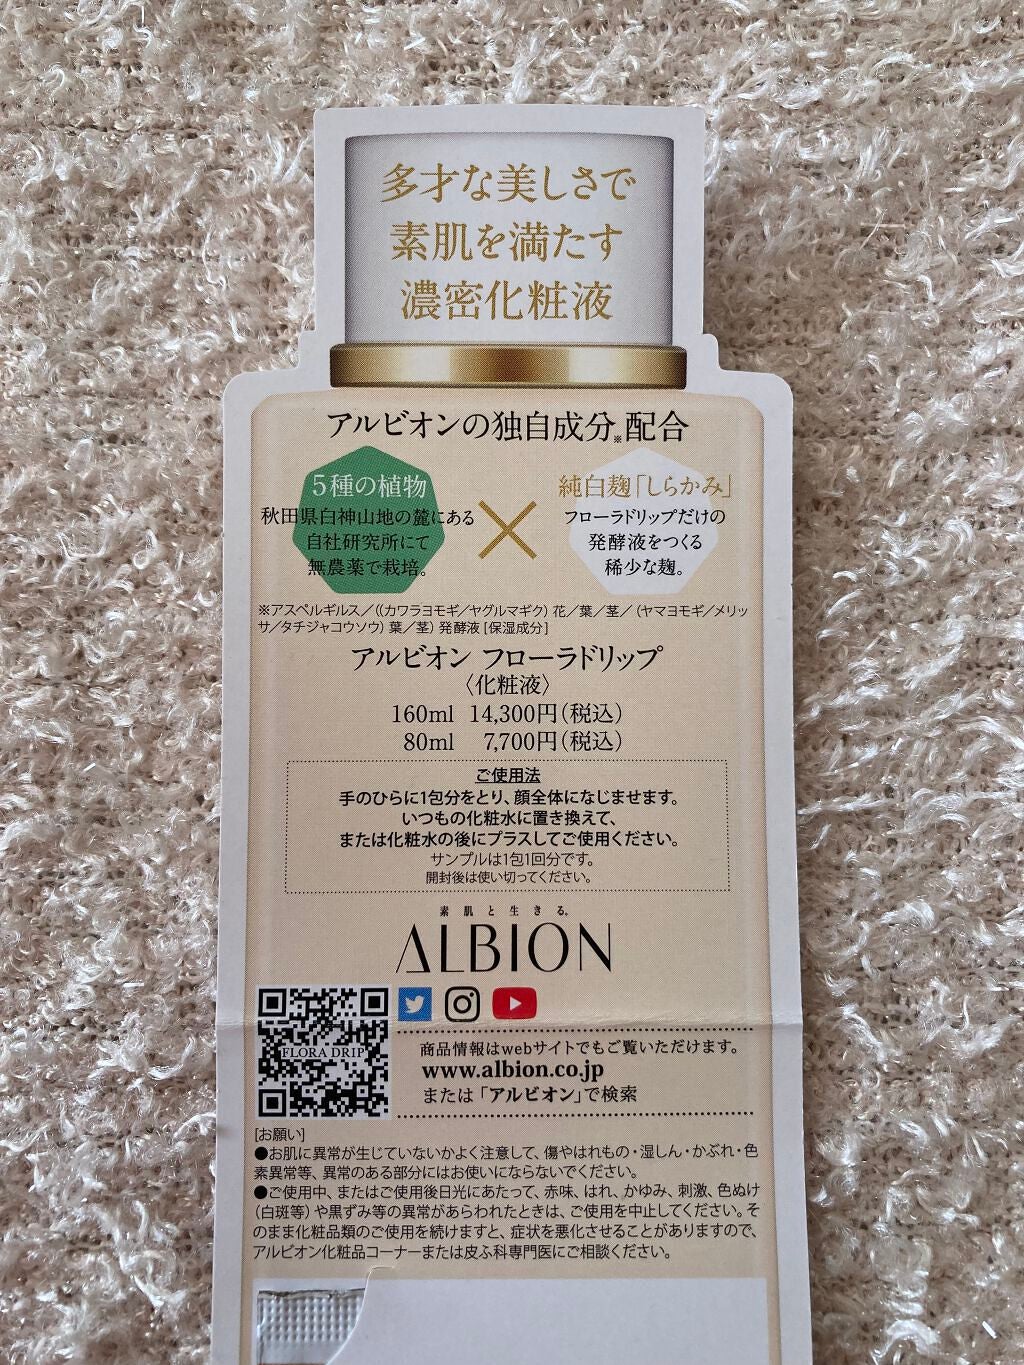 多才な美しさで
素肌を満たす
濃密化粧液
アルビオンの独自成分※配合
5種の植物
秋田県白神山地の麓にある
自社研究所にて
無農薬で栽培。
×
純白麹「しらかみ」
フローラドリップだけの
発酵液をつくる
稀少な麹。
※アスペルギルス／((カワラヨモギ／ヤグルマギク) 花／葉／茎／ (ヤマヨモギ／メリッ
サ／タチジャコウソウ) 葉／茎) 発酵液 [保湿成分]
アルビオン フローラドリップ
〈化粧液〉
160ml 14,300円(税込)
80ml 7,700円(税込)
ご使用法
手のひらに1包分をとり、顔全体になじませます。
いつもの化粧水に置き換えて、
または化粧水の後にプラスしてご使用ください。
サンプルは1包1回分です。
開封後は使い切ってください。
素肌と生きる。
ALBION
FLORA DRIP
商品情報はwebサイトでもご覧いただけます。
www.albion.co.jp
または「アルビオン」で検索
[お願い]
●お肌に異常が生じていないかよく注意して、傷やはれもの・湿しん・かぶれ・色
素異常等、異常のある部分にはお使いにならないでください。
●ご使用中、またはご使用後日光にあたって、赤味、はれ、かゆみ、刺激、色ぬけ
(白斑等) や黒ずみ等の異常があらわれたときは、ご使用を中止してください。そ
のまま化粧品類のご使用を続けますと、症状を悪化させることがありますので、
アルビオン化粧品コーナーまたは皮ふ科専門医にご相談ください。